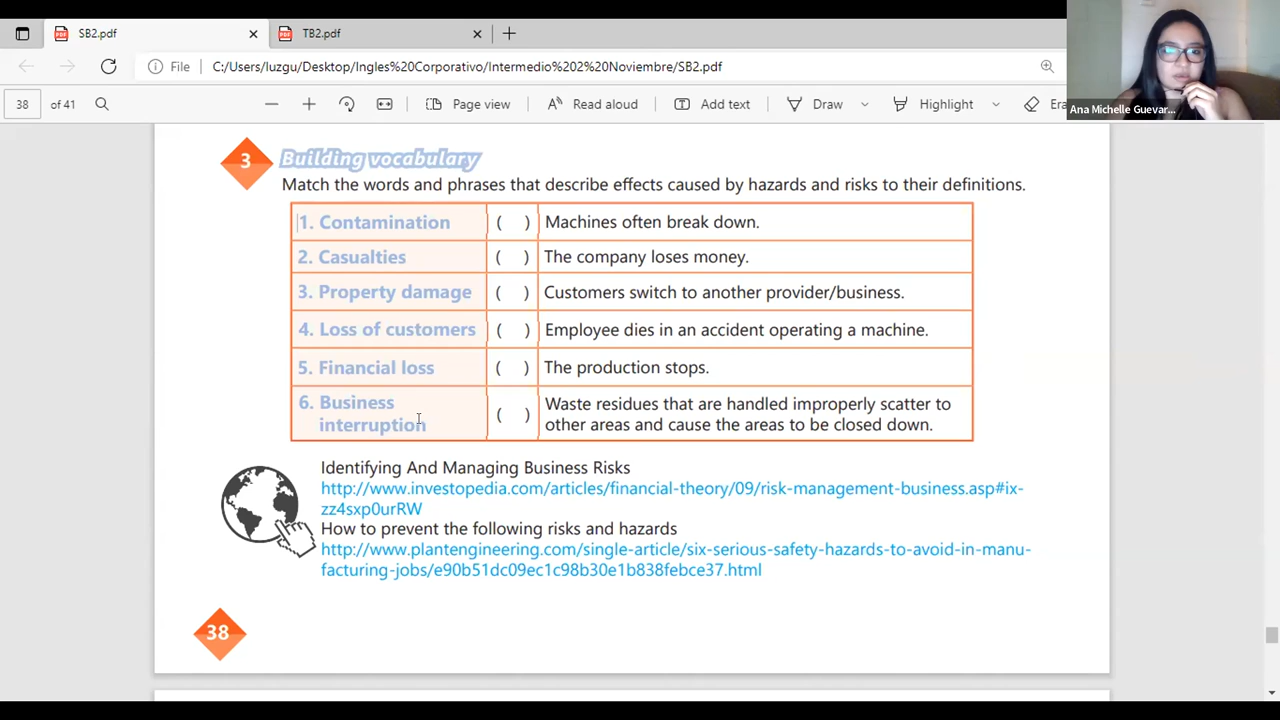 SB2.pdf
TB2.pdf
File C:/Users/luzgu/Desktop/Ingles%20Corporativo/Intermedio%202%20Noviembre/SB2.pdf
38 of 41 Page view Read aloud Add text Draw Highlight
Ana Michelle Guevar...
3 Building vocabulary
Match the words and phrases that describe effects caused by hazards and risks to their definitions.
1. Contamination ( ) Machines often break down.
2. Casualties ( ) The company loses money.
3. Property damage ( ) Customers switch to another provider/business.
4. Loss of customers ( ) Employee dies in an accident operating a machine.
5. Financial loss ( ) The production stops.
6. Business interruption ( ) Waste residues that are handled improperly scatter to
other areas and cause the areas to be closed down.
Identifying And Managing Business Risks
http://www.investopedia.com/articles/financial-theory/09/risk-management-business.asp#ix-
zz4sxp0urRW
How to prevent the following risks and hazards
http://www.plantengineering.com/single-article/six-serious-safety-hazards-to-avoid-in-manu-
facturing-jobs/e90b51dc09ec1c98b30e1b838febce37.html
38